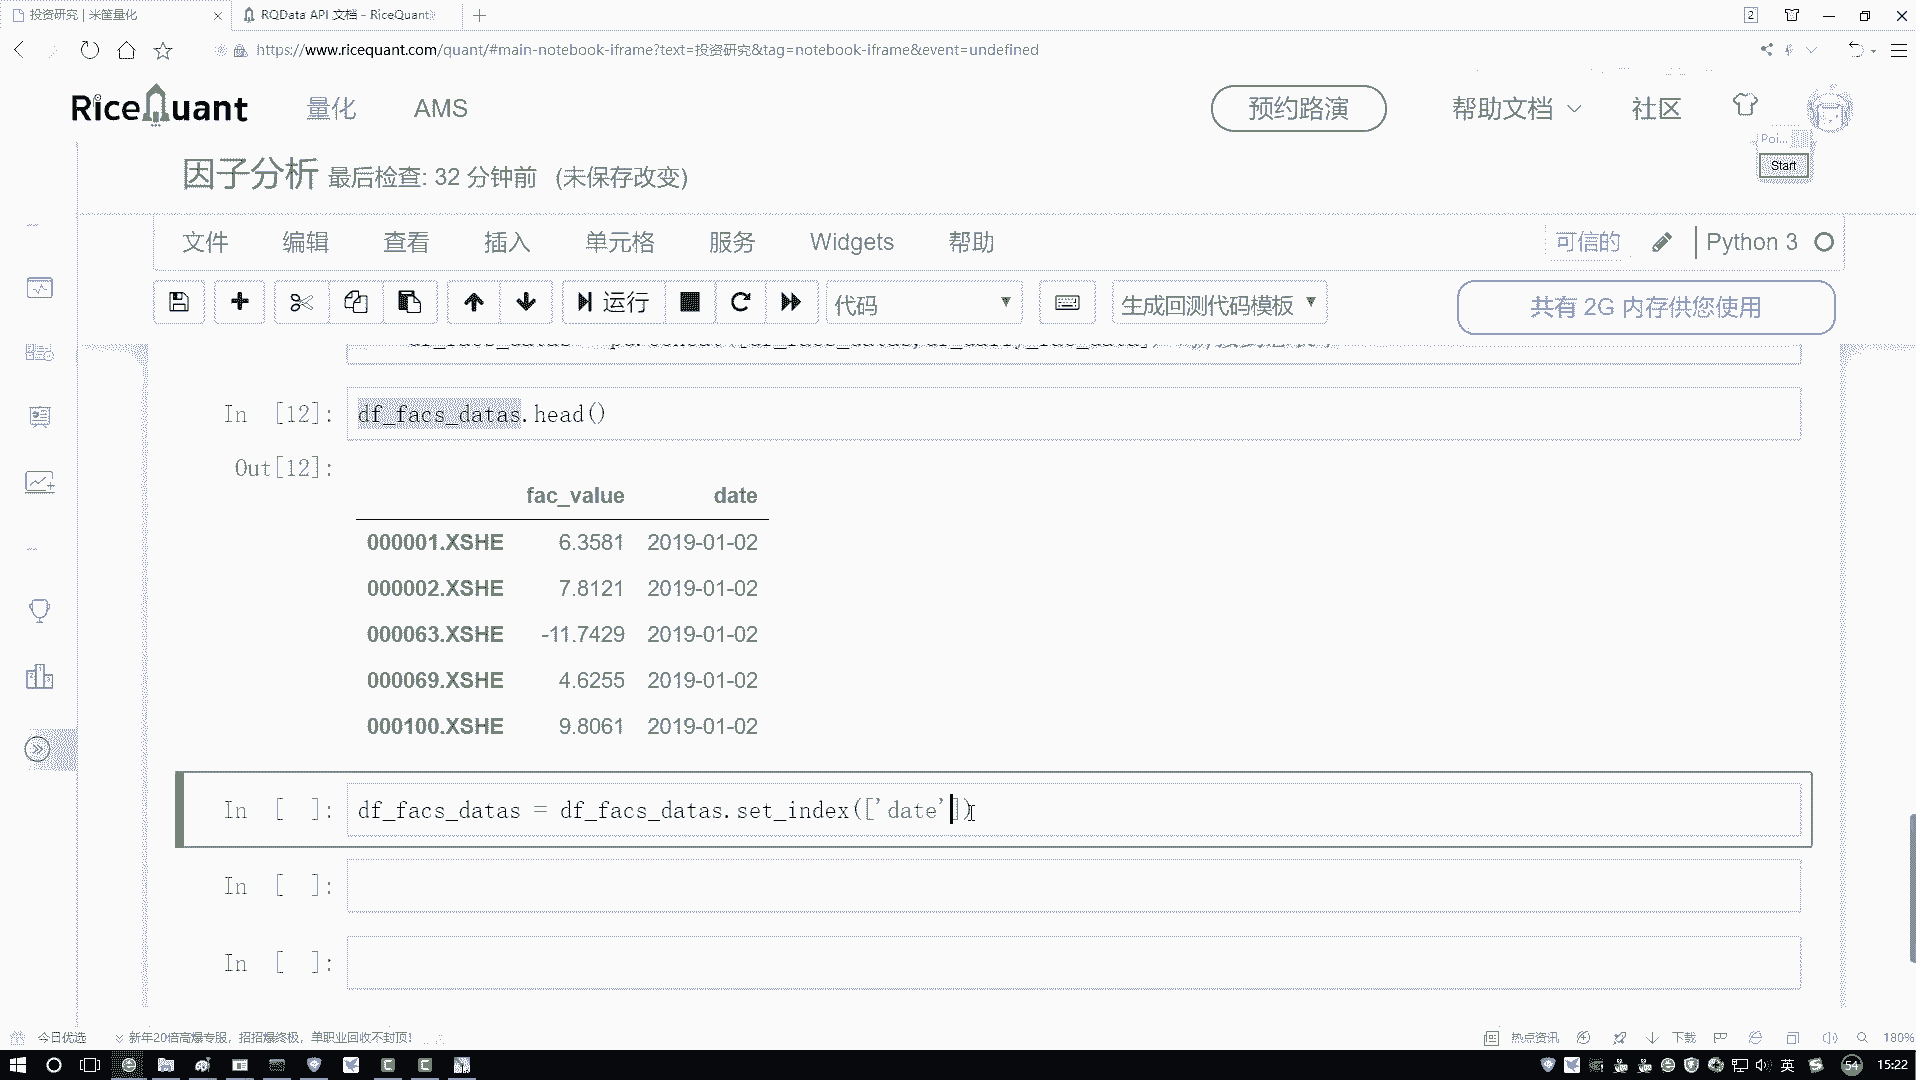 投资研究 | 米筐量化
RQData API 文档 - RiceQuant
2
https://www.ricequant.com/quant/#main-notebook-iframe?text=投资研究&tag=notebook-iframe&event=undefined
RiceQuant 量化 AMS 预约路演 帮助文档 社区
Poi...
Start
因子分析 最后检查: 32 分钟前 (未保存改变)
文件 编辑 查看 插入 单元格 服务 Widgets 帮助 可信的 Python 3
运行 代码 生成回测代码模板 共有 2G 内存供您使用
In [12]: df_facs_datas.head()
Out[12]:
fac_value date
000001.XSHE 6.3581 2019-01-02
000002.XSHE 7.8121 2019-01-02
000063.XSHE -11.7429 2019-01-02
000069.XSHE 4.6255 2019-01-02
000100.XSHE 9.8061 2019-01-02
In [ ]: df_facs_datas = df_facs_datas.set_index(['date'])
In [ ]:
In [ ]:
今日优选 新年20倍高爆专服，招招爆终极，单职业回收不封顶! 热点资讯 下载 180%
英 54 15:22